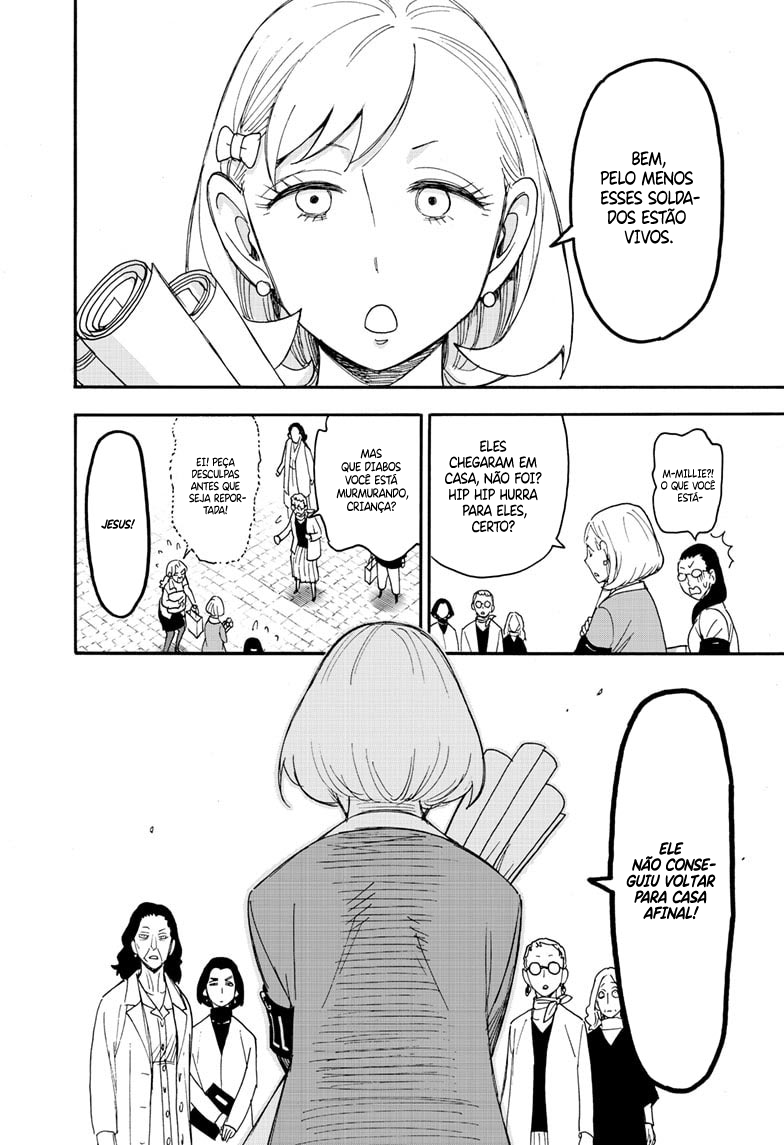 BEM,
PELO MENOS
ESSES SOLDA-
DOS ESTÃO
VIVOS.
M-MILLIE?!
O QUE VOCÊ
ESTÁ-
ELES
CHEGARAM EM
CASA, NÃO FOI?
HIP HIP HURRA
PARA ELES,
CERTO?
MAS
QUE DIABOS
VOCÊ ESTÁ
MURMURANDO,
CRIANÇA?
EI! PEÇA
DESCULPAS
ANTES QUE
SEJA REPOR-
TADA!
JESUS!
ELE
NÃO CONSE-
GUIU VOLTAR
PARA CASA
AFINAL!